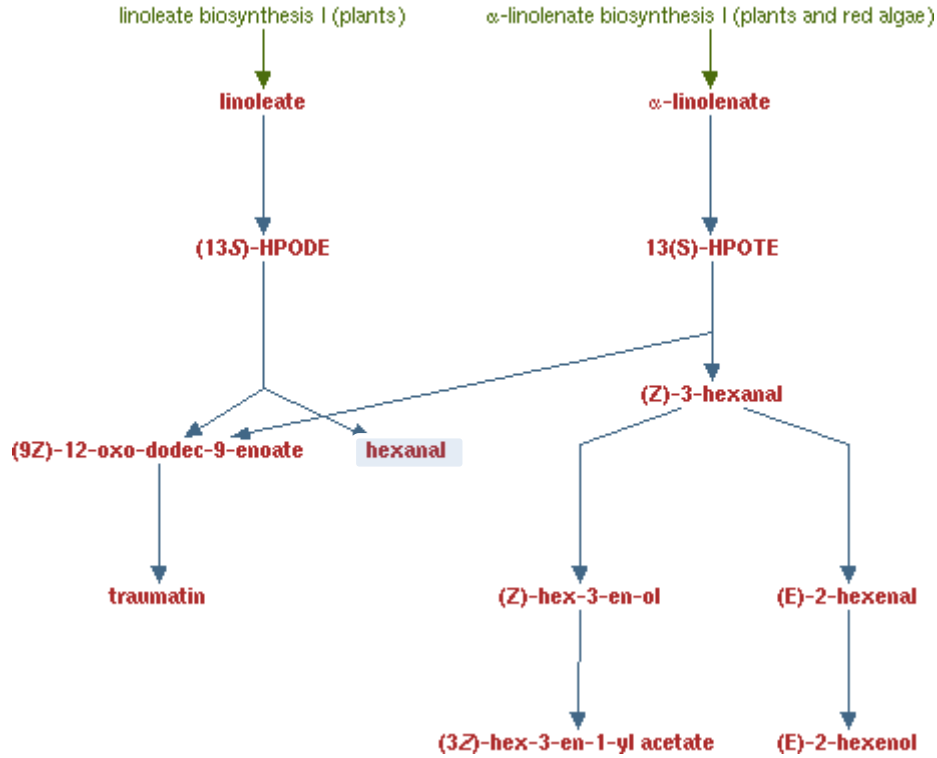 linoleate biosynthesis I (plants)
α-linolenate biosynthesis I (plants and red algae)
linoleate
α-linolenate
(13S)-HPODE
13(S)-HPOTE
(Z)-3-hexanal
(9Z)-12-oxo-dodec-9-enoate
hexanal
traumatin
(Z)-hex-3-en-ol
(E)-2-hexenal
(3Z)-hex-3-en-1-yl acetate
(E)-2-hexenol